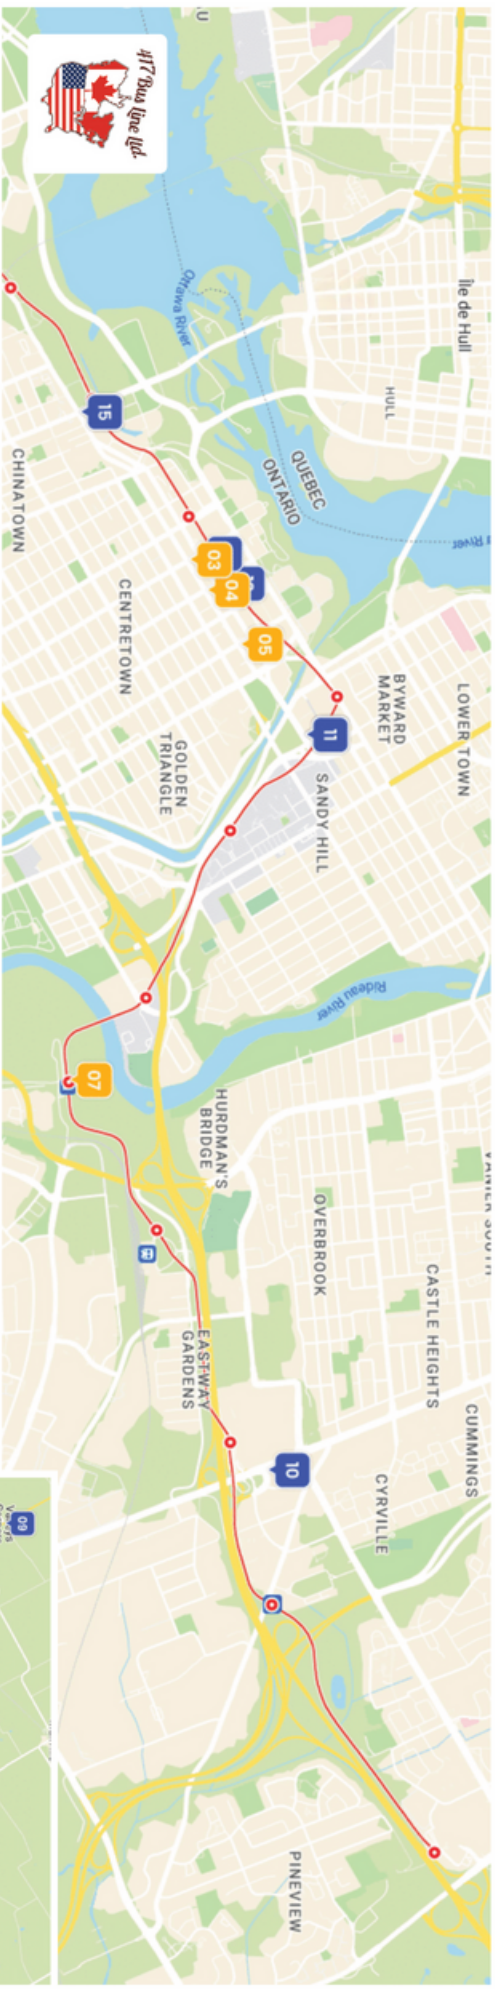 417 Bus Line Ltd.
Île de Hull
HULL
Ottawa River
QUEBEC
ONTARIO
15
CHINATOWN
03
04
05
CENTRETOWN
BYWARD
MARKET
LOWER TOWN
11
GOLDEN
TRIANGLE
SANDY HILL
Rideau River
07
HURDMAN'S
BRIDGE
OVERBROOK
CASTLE HEIGHTS
EASTWAY
GARDENS
CUMMINGS
10
CYRVILLE
09
PINEVIEW